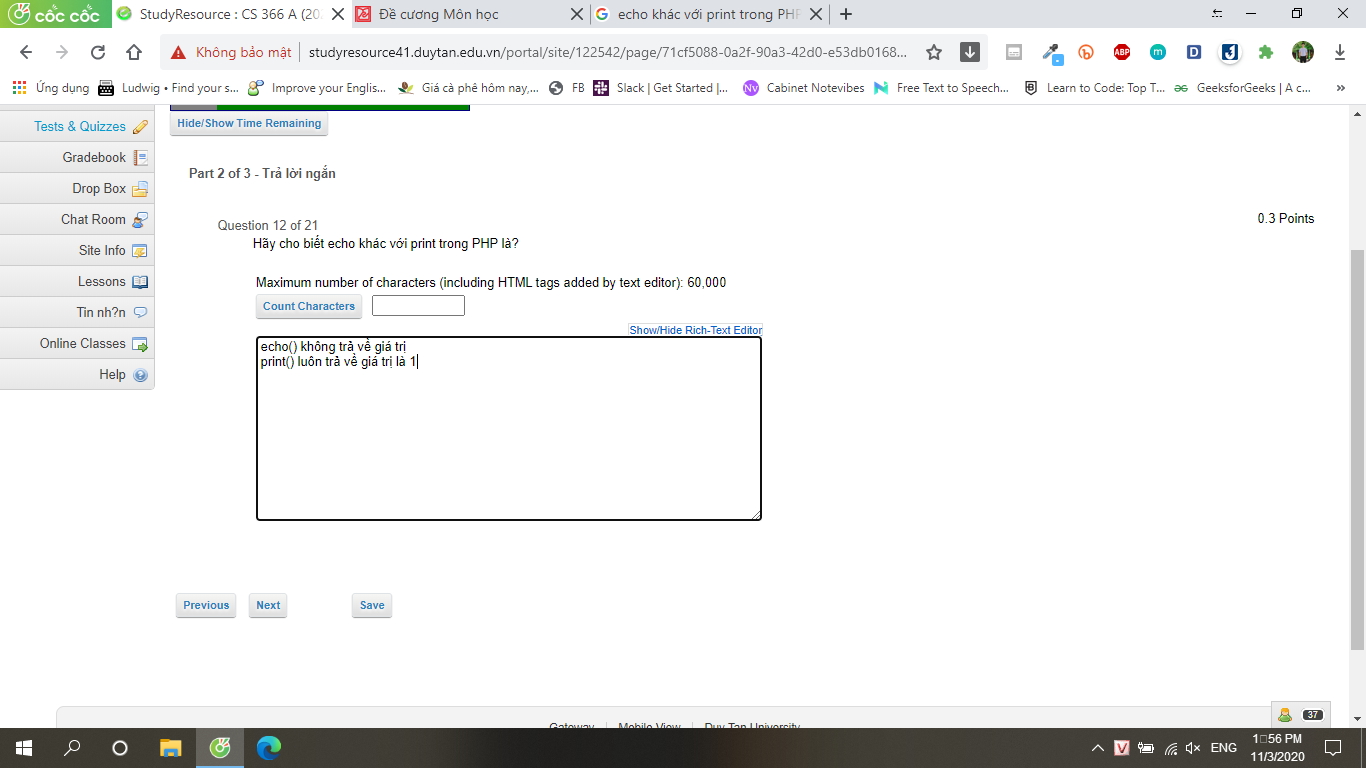 cốc cốc
StudyResource : CS 366 A (202
Đề cương Môn học
echo khác với print trong PHP
Không bảo mật
studyresource41.duytan.edu.vn/portal/site/122542/page/71cf5088-0a2f-90a3-42d0-e53db0168...
Ứng dụng
Ludwig • Find your s...
Improve your Englis...
Giá cà phê hôm nay,...
FB
Slack | Get Started |...
Cabinet Notevibes
Free Text to Speech...
Learn to Code: Top T...
GeeksforGeeks | A c...
»
Tests & Quizzes
Gradebook
Drop Box
Chat Room
Site Info
Lessons
Tin nh?n
Online Classes
Help
Hide/Show Time Remaining
Part 2 of 3 - Trả lời ngắn
Question 12 of 21
0.3 Points
Hãy cho biết echo khác với print trong PHP là?
Maximum number of characters (including HTML tags added by text editor): 60,000
Count Characters
Show/Hide Rich-Text Editor
echo() không trả về giá trị
print() luôn trả về giá trị là 1
Previous
Next
Save
Gateway
Mobile View
Duy Tan University
37
ENG
1□56 PM
11/3/2020